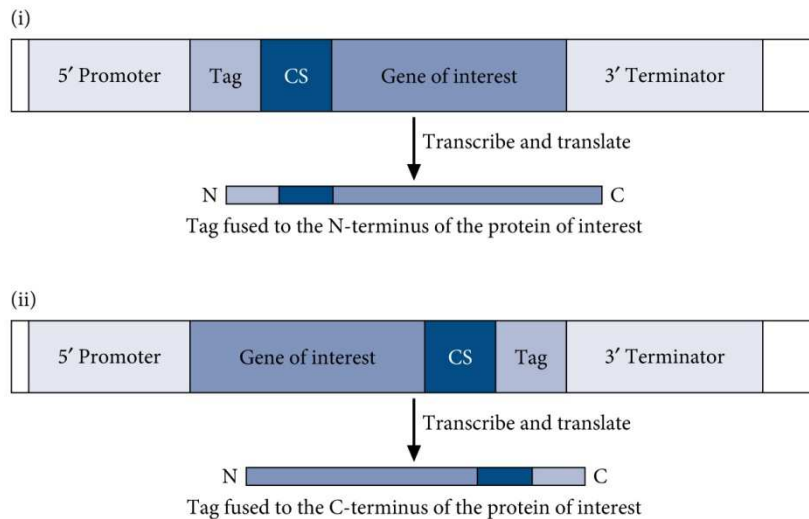 (i)
5′ Promoter Tag CS Gene of interest 3′ Terminator
Transcribe and translate
N C
Tag fused to the N-terminus of the protein of interest
(ii)
5′ Promoter Gene of interest CS Tag 3′ Terminator
Transcribe and translate
N C
Tag fused to the C-terminus of the protein of interest